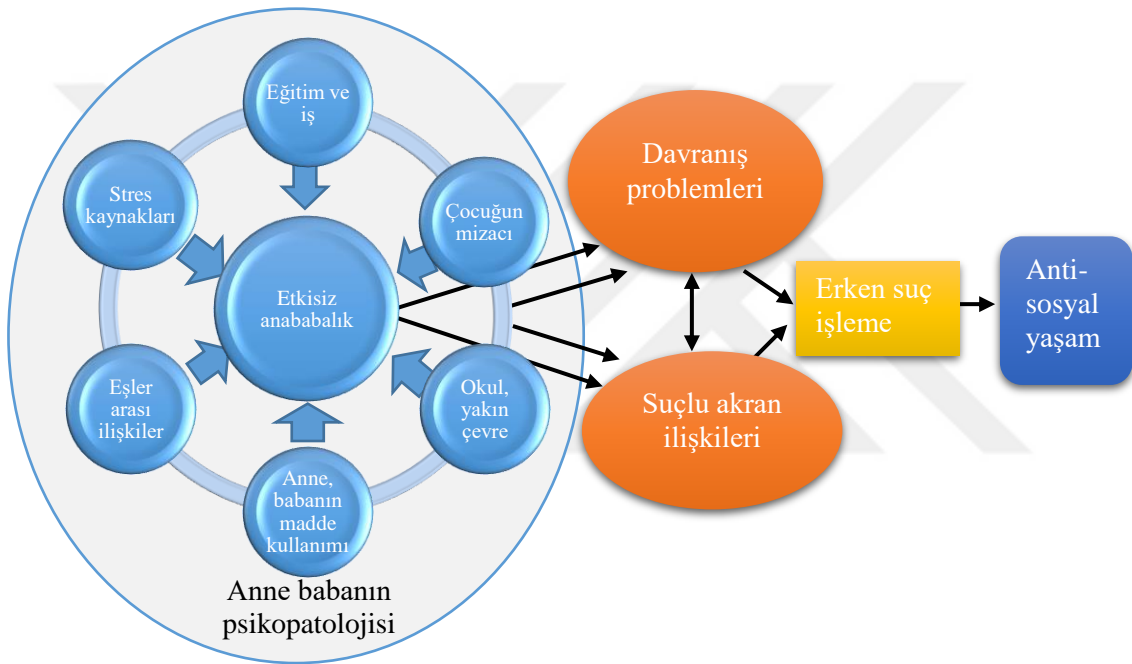 Eğitim ve
iş
Stres
kaynakları
Çocuğun
mizacı
Etkisiz
anababalık
Eşler
arası
ilişkiler
Okul,
yakın
çevre
Anne,
babanın
madde
kullanımı
Anne babanın
psikopatolojisi
Davranış
problemleri
Suçlu akran
ilişkileri
Erken suç
işleme
Anti-
sosyal
yaşam